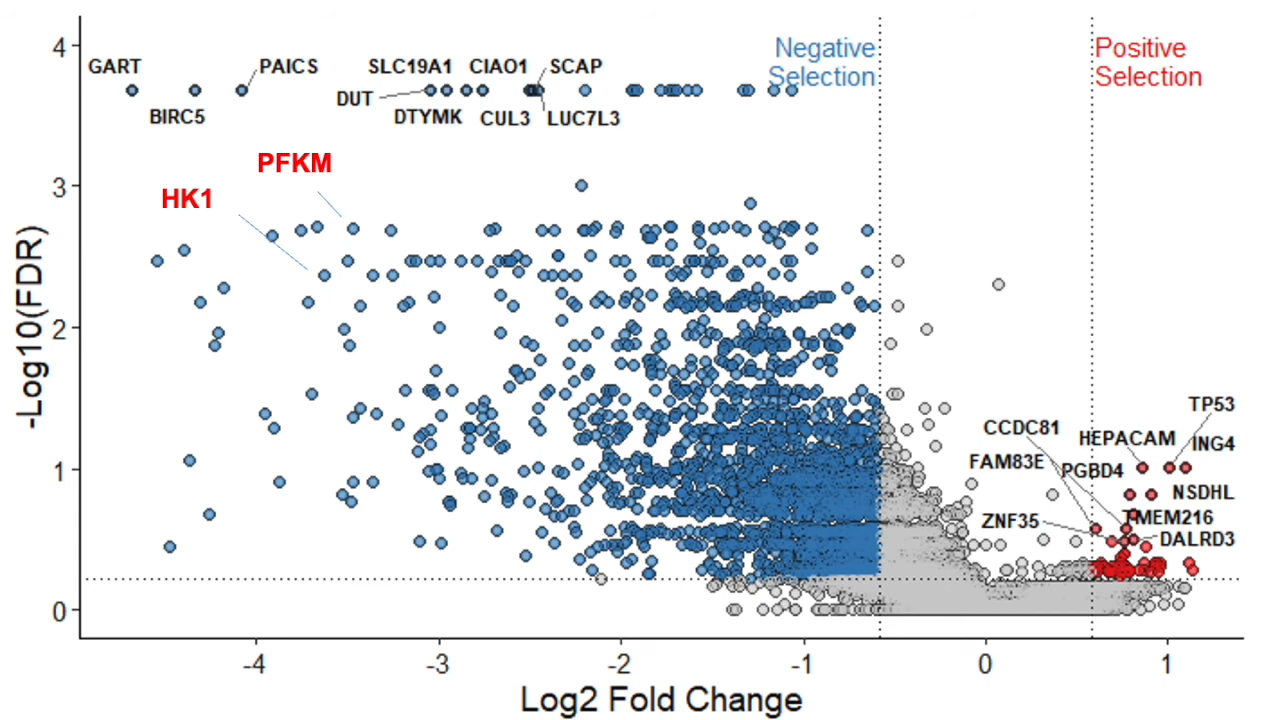 Negative
Selection
Positive
Selection
GART
PAICS
SLC19A1
CIAO1
SCAP
DUT
BIRC5
DTYMK
CUL3
LUC7L3
PFKM
HK1
TP53
CCDC81
HEPACAM
ING4
FAM83E
PGBD4
NSDHL
ZNF35
TMEM216
DALRD3
4
3
2
1
0
-Log10(FDR)
-4
-3
-2
-1
0
1
Log2 Fold Change